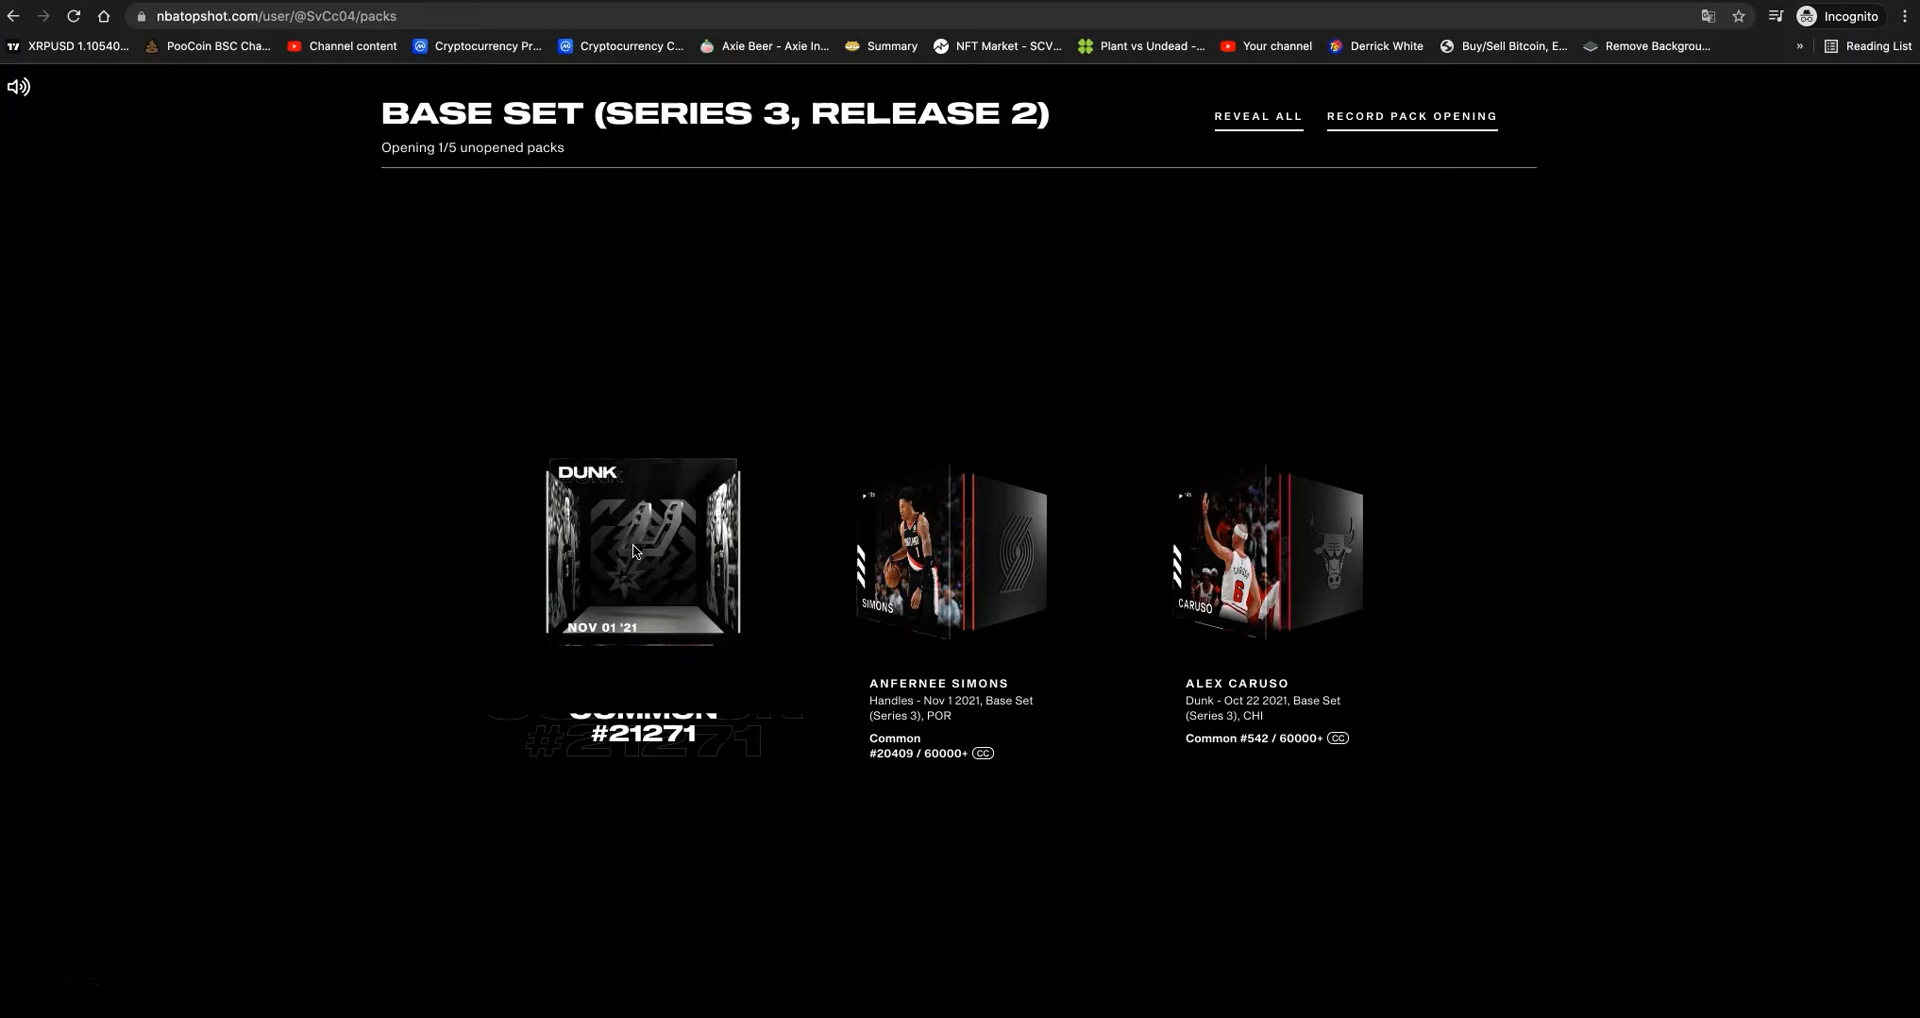 nbatopshot.com/user/@SvCc04/packs
Incognito
XRPUSD 1.10540...
PooCoin BSC Cha...
Channel content
Cryptocurrency Pr...
Cryptocurrency C...
Axie Beer - Axie In...
Summary
NFT Market - SCV...
Plant vs Undead -...
Your channel
Derrick White
Buy/Sell Bitcoin, E...
Remove Backgrou...
»
Reading List
BASE SET (SERIES 3, RELEASE 2)
REVEAL ALL
RECORD PACK OPENING
Opening 1/5 unopened packs
DUNK
NOV 01 '21
COMMON
#21271
SIMONS
ANFERNEE SIMONS
Handles - Nov 1 2021, Base Set
(Series 3), POR
Common
#20409 / 60000+ CC
CARUSO
6
ALEX CARUSO
Dunk - Oct 22 2021, Base Set
(Series 3), CHI
Common #542 / 60000+ CC